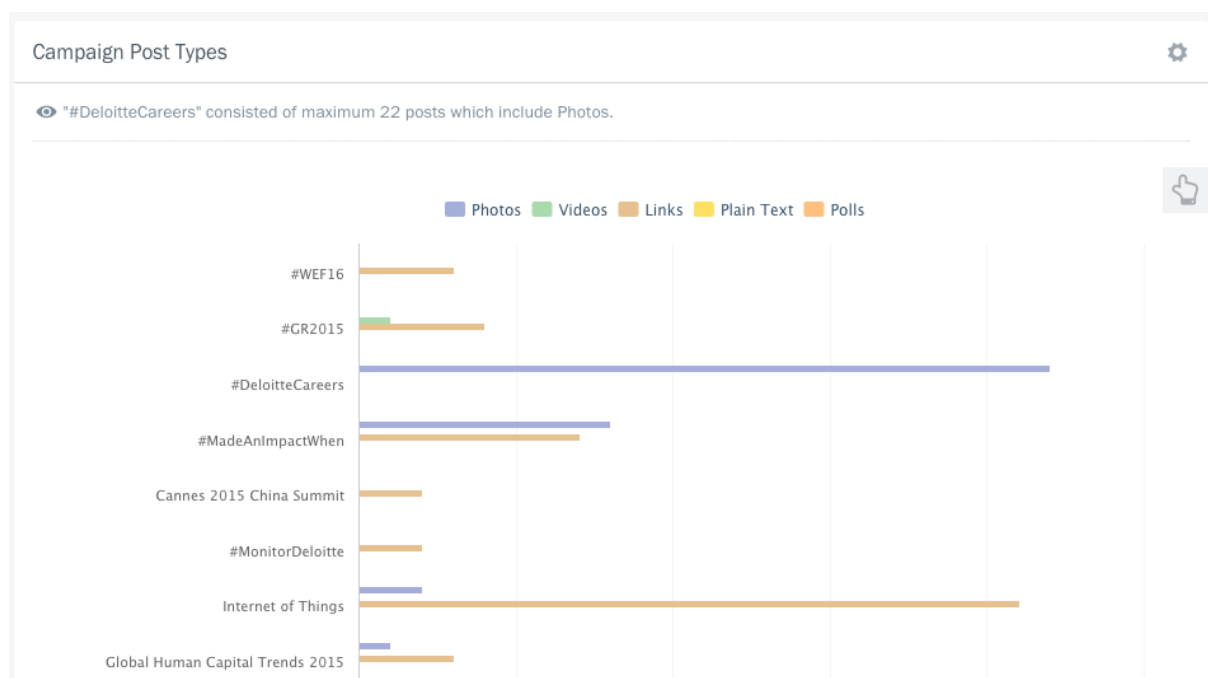 Campaign Post Types
"#DeloitteCareers" consisted of maximum 22 posts which include Photos.
Photos Videos Links Plain Text Polls
#WEF16
#GR2015
#DeloitteCareers
#MadeAnImpactWhen
Cannes 2015 China Summit
#MonitorDeloitte
Internet of Things
Global Human Capital Trends 2015